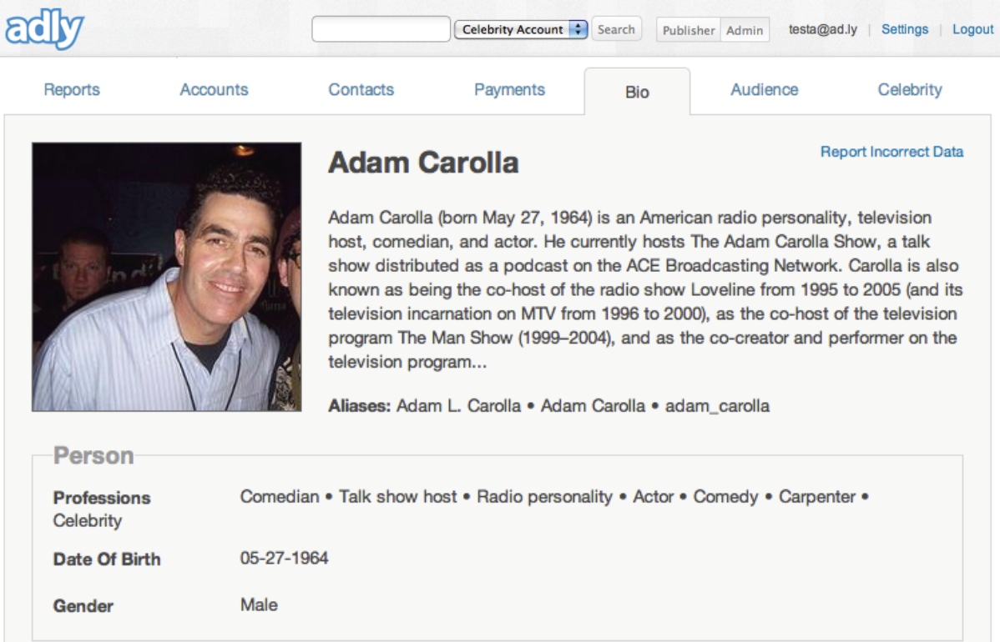 adly
Celebrity Account Search Publisher Admin testa@ad.ly | Settings | Logout
Reports Accounts Contacts Payments Bio Audience Celebrity
Adam Carolla
Report Incorrect Data
Adam Carolla (born May 27, 1964) is an American radio personality, television
host, comedian, and actor. He currently hosts The Adam Carolla Show, a talk
show distributed as a podcast on the ACE Broadcasting Network. Carolla is also
known as being the co-host of the radio show Loveline from 1995 to 2005 (and its
television incarnation on MTV from 1996 to 2000), as the co-host of the television
program The Man Show (1999–2004), and as the co-creator and performer on the
television program...
Aliases: Adam L. Carolla • Adam Carolla • adam_carolla
Person
Professions Comedian • Talk show host • Radio personality • Actor • Comedy • Carpenter •
Celebrity
Date Of Birth 05-27-1964
Gender Male